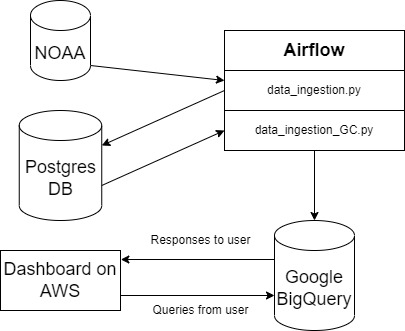 NOAA
Airflow
data_ingestion.py
data_ingestion_GC.py
Postgres
DB
Responses to user
Dashboard on
AWS
Google
BigQuery
Queries from user